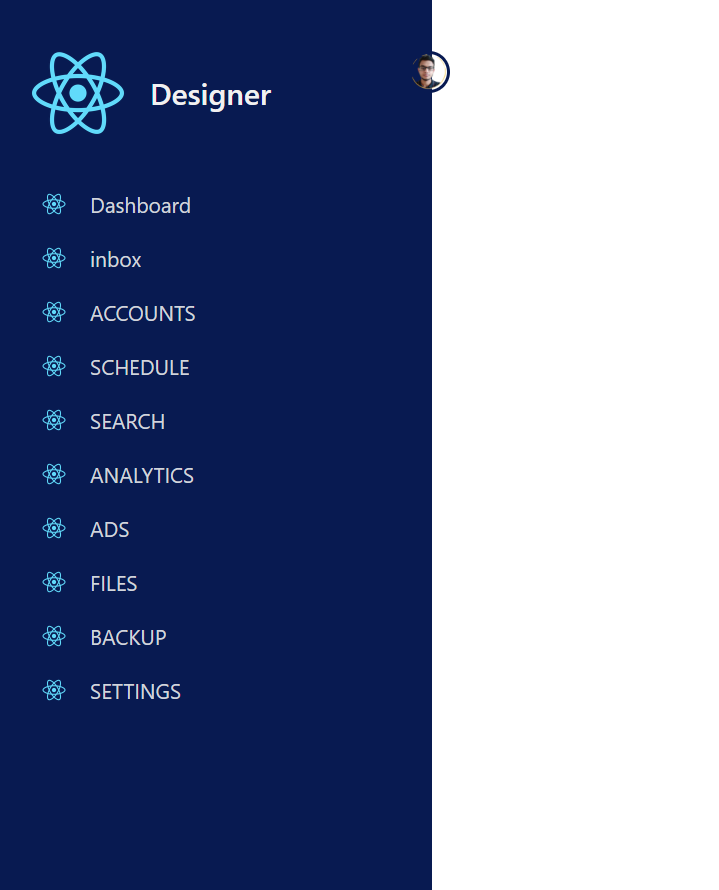 Designer
Dashboard
inbox
ACCOUNTS
SCHEDULE
SEARCH
ANALYTICS
ADS
FILES
BACKUP
SETTINGS